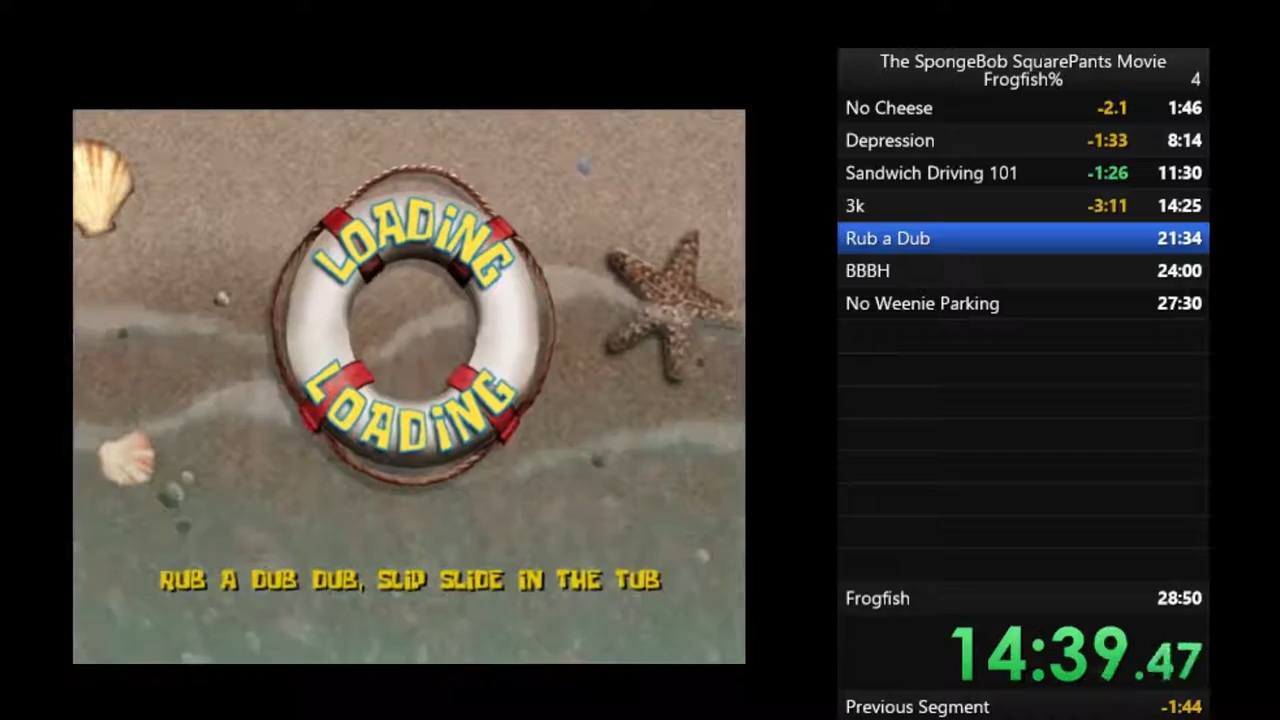 LOADING
LOADING
RUB A DUB DUB, SLIP SLIDE IN THE TUB
The SpongeBob SquarePants Movie
Frogfish% 4
No Cheese -2.1 1:46
Depression -1:33 8:14
Sandwich Driving 101 -1:26 11:30
3k -3:11 14:25
Rub a Dub 21:34
BBBH 24:00
No Weenie Parking 27:30
Frogfish 28:50
14:39.47
Previous Segment -1:44